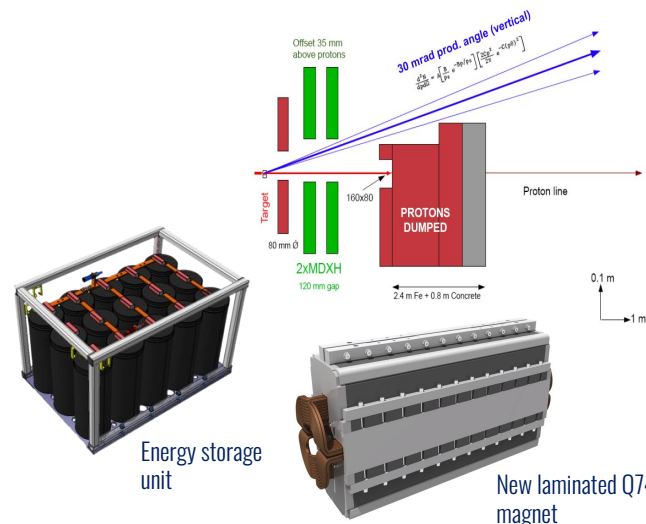 Offset 35 mm
above protons
30 mrad prod. angle (vertical)
Target
160x80
PROTONS
DUMPED
Proton line
80 mm Ø
2xMDXH
120 mm gap
2.4 m Fe + 0.8 m Concrete
0.1 m
1 m
Energy storage
unit
New laminated Q74
magnet